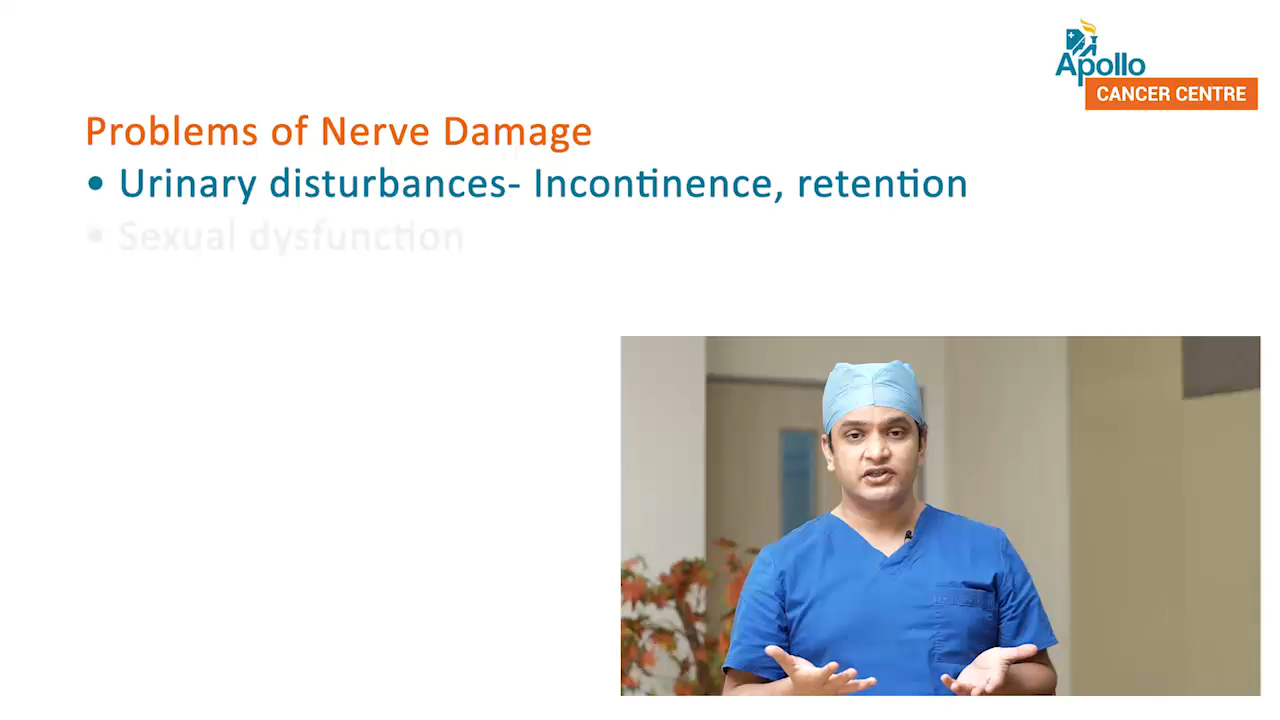 Apollo
CANCER CENTRE
Problems of Nerve Damage
• Urinary disturbances- Incontinence, retention
• Sexual dysfunction